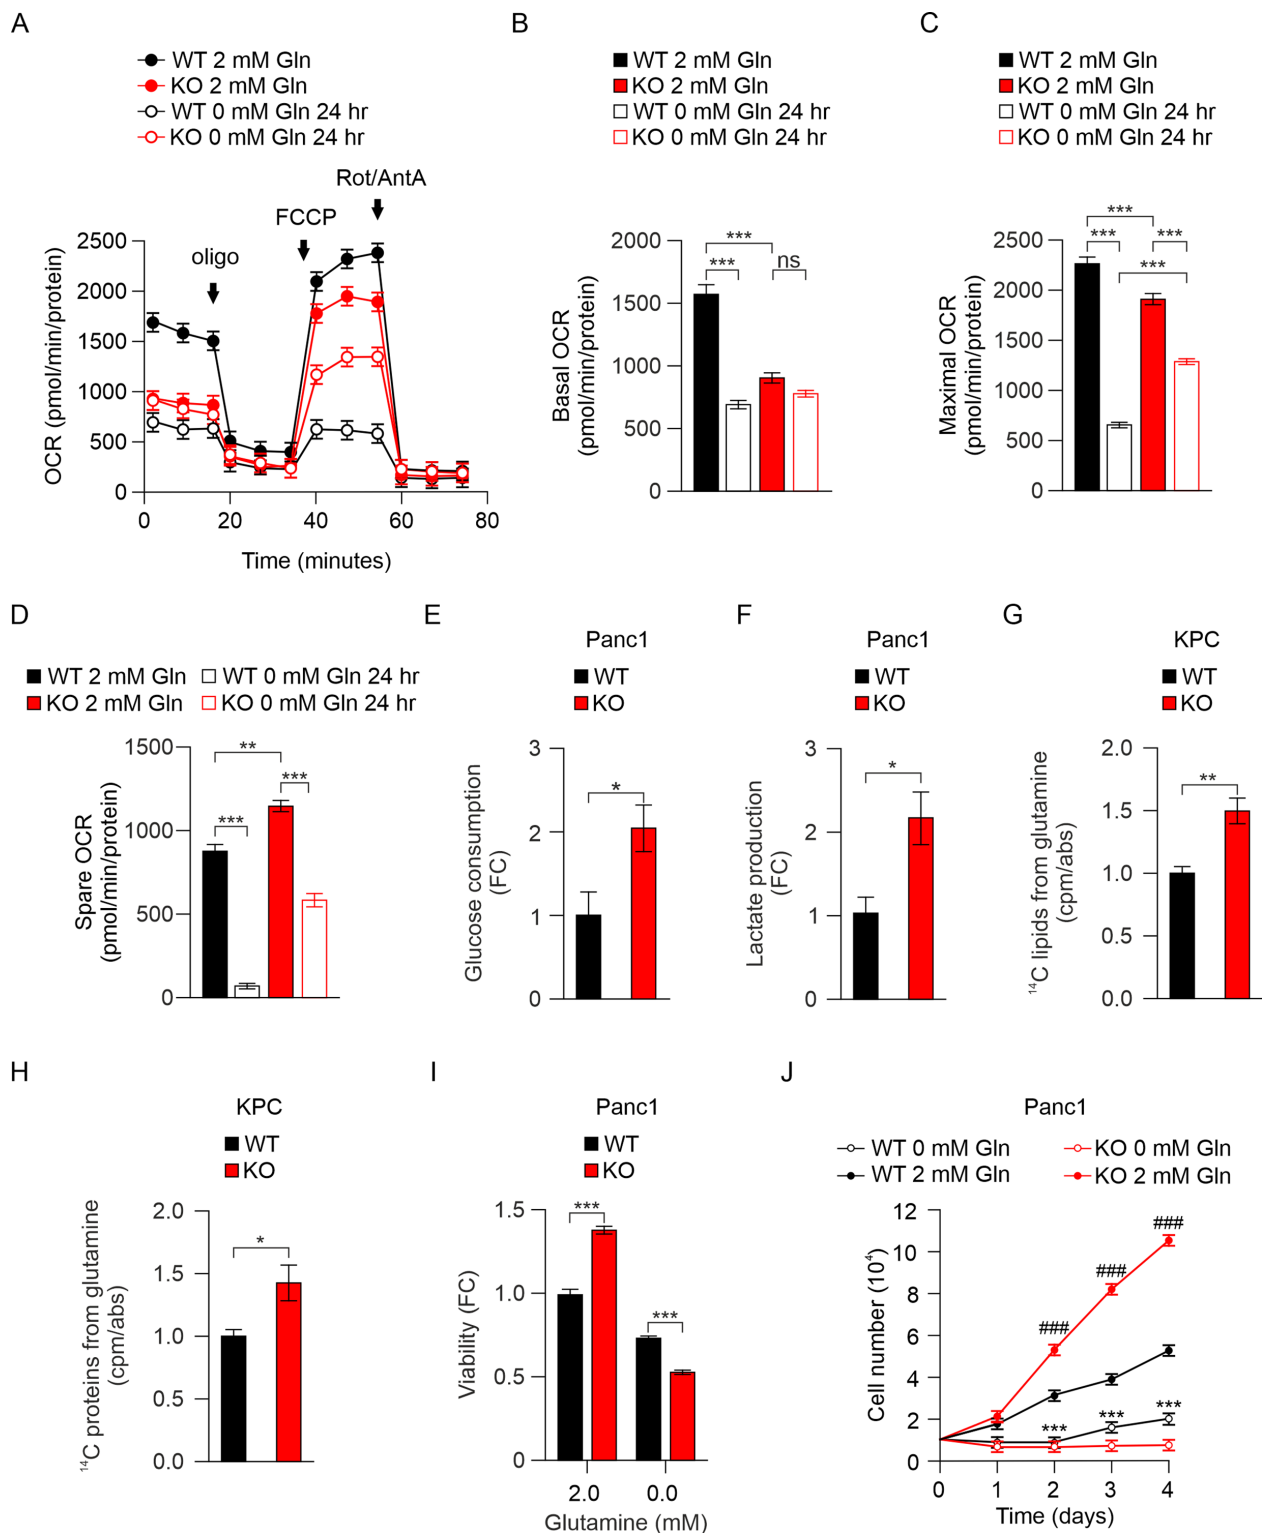 A
WT 2 mM Gln
KO 2 mM Gln
WT 0 mM Gln 24 hr
KO 0 mM Gln 24 hr
Rot/AntA
FCCP
oligo
2500
2000
1500
1000
500
0
OCR (pmol/min/protein)
0 20 40 60 80
Time (minutes)
B
WT 2 mM Gln
KO 2 mM Gln
WT 0 mM Gln 24 hr
KO 0 mM Gln 24 hr
2000
1500
1000
500
0
Basal OCR
(pmol/min/protein)
***
***
ns
C
WT 2 mM Gln
KO 2 mM Gln
WT 0 mM Gln 24 hr
KO 0 mM Gln 24 hr
2500
2000
1500
1000
500
0
Maximal OCR
(pmol/min/protein)
***
*** ***
***
D
WT 2 mM Gln WT 0 mM Gln 24 hr
KO 2 mM Gln KO 0 mM Gln 24 hr
1500
1000
500
0
Spare OCR
(pmol/min/protein)
**
***
***
E
Panc1
WT
KO
3
2
1
0
Glucose consumption
(FC)
*
F
Panc1
WT
KO
3
2
1
0
Lactate production
(FC)
*
G
KPC
WT
KO
2.0
1.5
1.0
0.5
0.0
¹⁴C lipids from glutamine
(cpm/abs)
**
H
KPC
WT
KO
2.0
1.5
1.0
0.5
0.0
¹⁴C proteins from glutamine
(cpm/abs)
*
I
Panc1
WT
KO
1.5
1.0
0.5
0
Viability (FC)
***
***
2.0 0.0
Glutamine (mM)
J
Panc1
WT 0 mM Gln KO 0 mM Gln
WT 2 mM Gln KO 2 mM Gln
12
10
8
6
4
2
0
Cell number (10⁴)
###
###
###
***
***
***
0 1 2 3 4
Time (days)